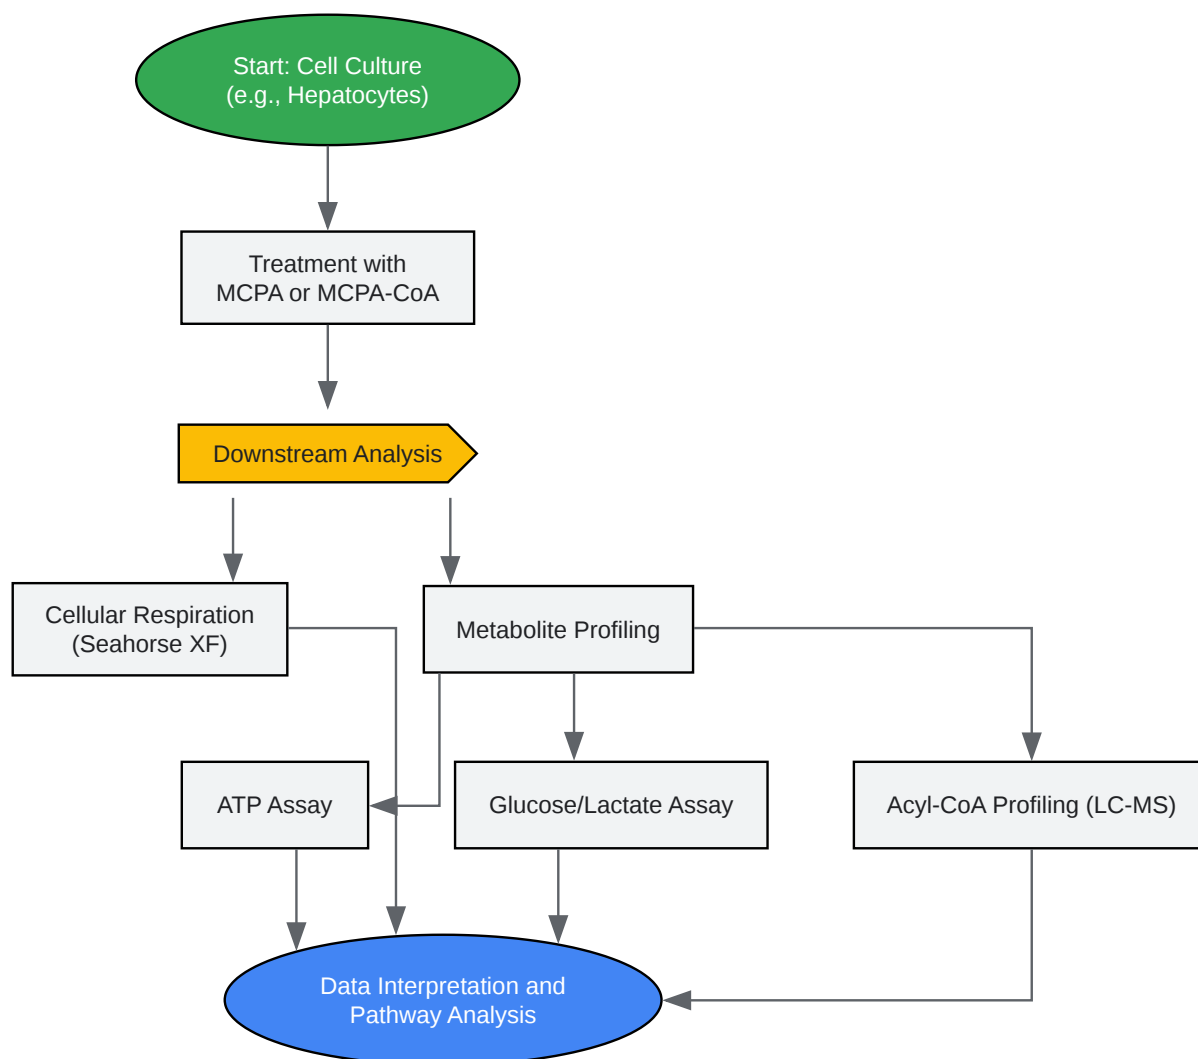 Start: Cell Culture
(e.g., Hepatocytes)
Treatment with
MCPA or MCPA-CoA
Downstream Analysis
Cellular Respiration
(Seahorse XF)
Metabolite Profiling
ATP Assay
Glucose/Lactate Assay
Acyl-CoA Profiling (LC-MS)
Data Interpretation and
Pathway Analysis